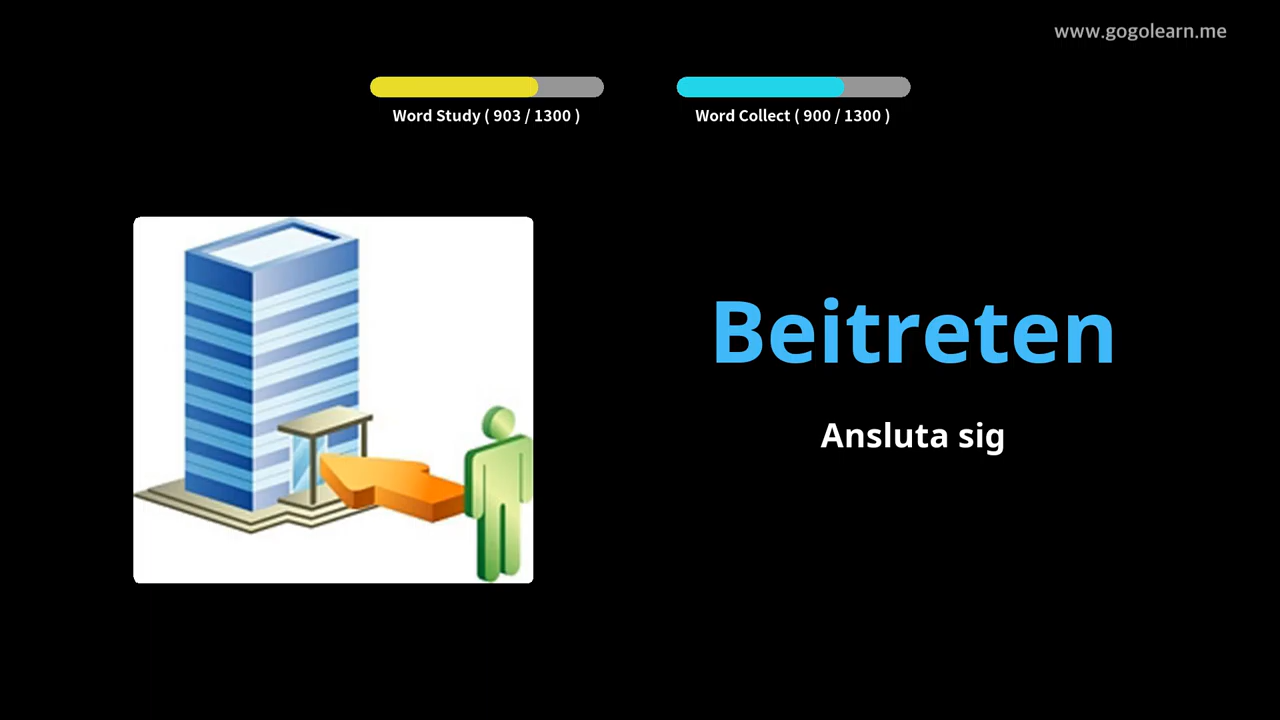 www.gogolearn.me
Word Study ( 903 / 1300 )
Word Collect ( 900 / 1300 )
Beitreten
Ansluta sig